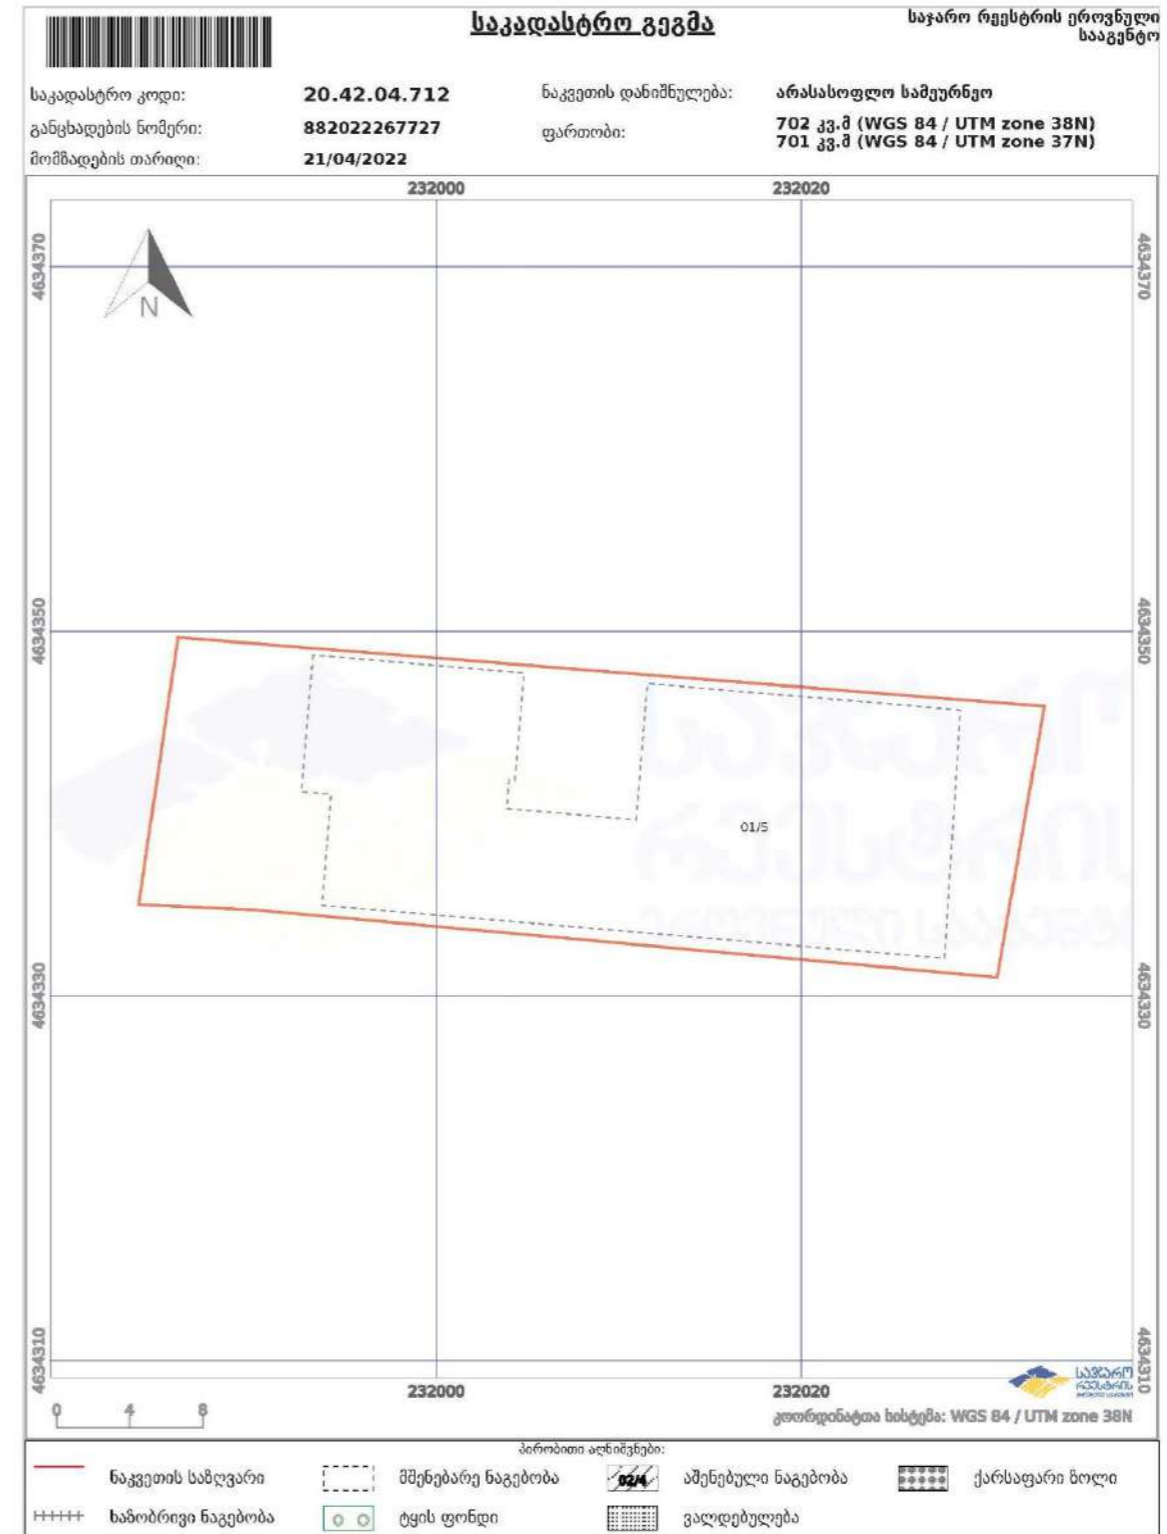 საკადასტრო გეგმა
საჯარო რეესტრის ეროვნული
სააგენტო
საკადასტრო კოდი: 20.42.04.712
ნაკვეთის დანიშნულება: არასასოფლო სამეურნეო
განცხადების ნომერი: 882022267727
ფართობი: 702 კვ.მ (WGS 84 / UTM zone 38N)
701 კვ.მ (WGS 84 / UTM zone 37N)
მომზადების თარიღი: 21/04/2022
232000 232020
4634370 4634370
N
4634350 4634350
01/5
4634330 4634330
4634310 4634310
232000 232020
საჯარო
რეესტრის
0 4 8
კოორდინატთა სისტემა: WGS 84 / UTM zone 38N
პირობითი აღნიშვნები:
ნაკვეთის საზღვარი მშენებარე ნაგებობა 02/4 აშენებული ნაგებობა ქარსაფარი ზოლი
ხაზობრივი ნაგებობა ტყის ფონდი ვალდებულება